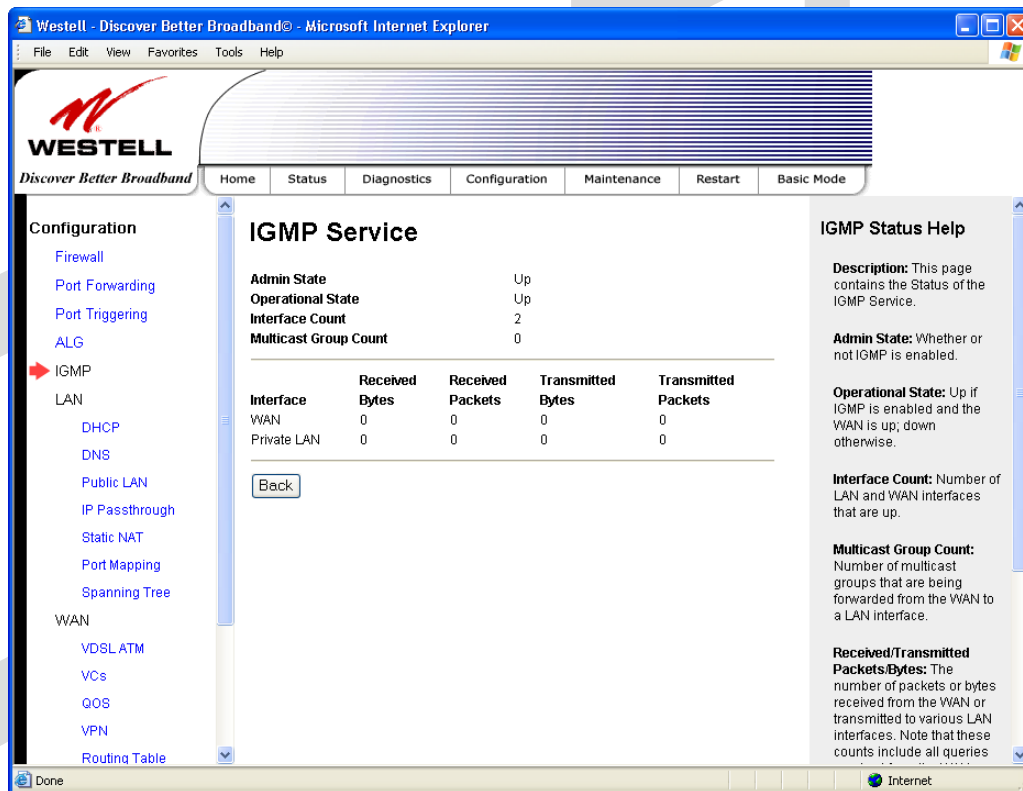 Westell - Discover Better Broadband© - Microsoft Internet Explorer
File Edit View Favorites Tools Help
WESTELL
®
Discover Better Broadband
Home Status Diagnostics Configuration Maintenance Restart Basic Mode
Configuration
Firewall
Port Forwarding
Port Triggering
ALG
IGMP
LAN
DHCP
DNS
Public LAN
IP Passthrough
Static NAT
Port Mapping
Spanning Tree
WAN
VDSL ATM
VCs
QOS
VPN
Routing Table
IGMP Service
Admin State Up
Operational State Up
Interface Count 2
Multicast Group Count 0
Received Received Transmitted Transmitted
Interface Bytes Packets Bytes Packets
WAN 0 0 0 0
Private LAN 0 0 0 0
Back
IGMP Status Help
Description: This page
contains the Status of the
IGMP Service.
Admin State: Whether or
not IGMP is enabled.
Operational State: Up if
IGMP is enabled and the
WAN is up; down
otherwise.
Interface Count: Number of
LAN and WAN interfaces
that are up.
Multicast Group Count:
Number of multicast
groups that are being
forwarded from the WAN to
a LAN interface.
Received/Transmitted
Packets/Bytes: The
number of packets or bytes
received from the WAN or
transmitted to various LAN
interfaces. Note that these
counts include all queries
Done
Internet